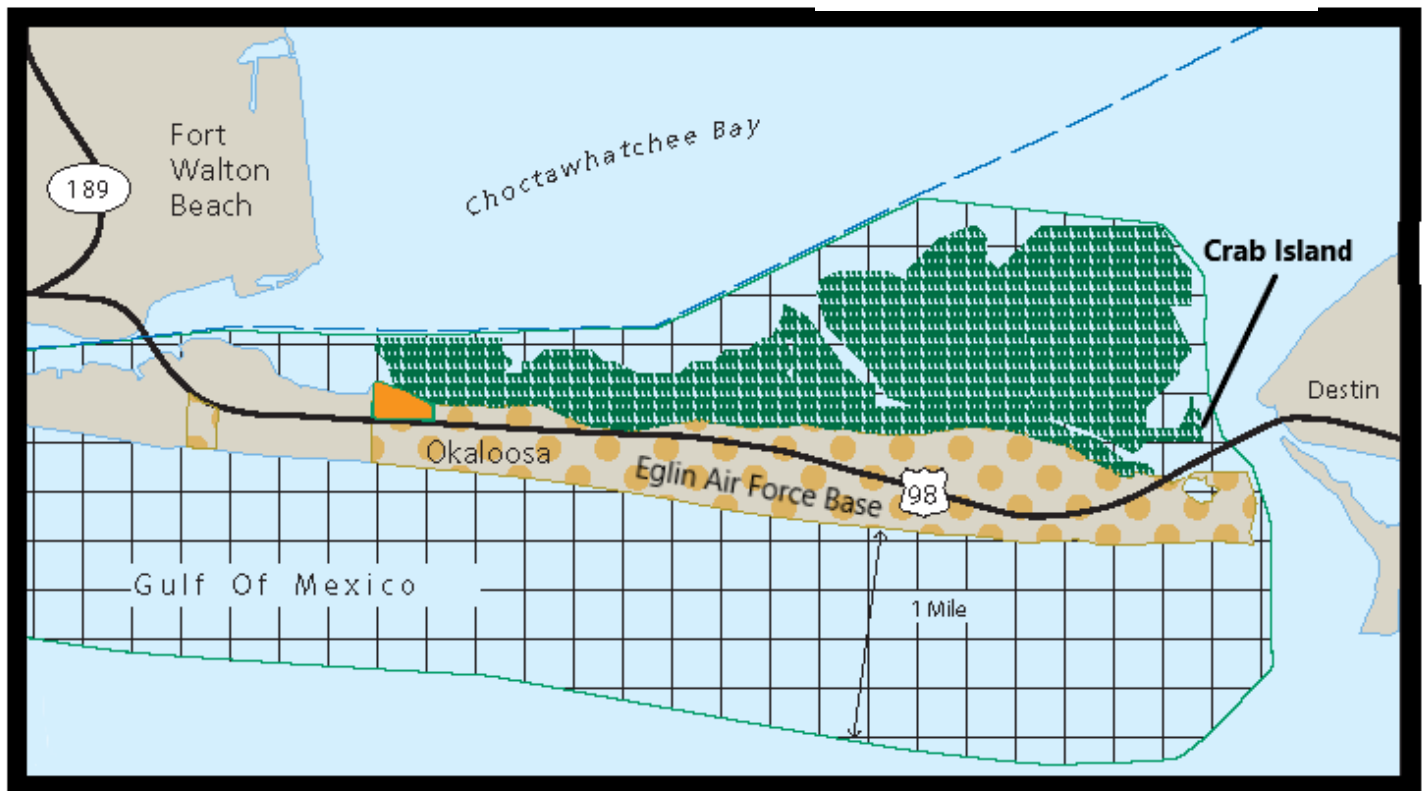 Fort
Walton
Beach
189
Choctawhatchee Bay
Crab Island
Destin
Okaloosa
Eglin Air Force Base
98
Gulf Of Mexico
1 Mile